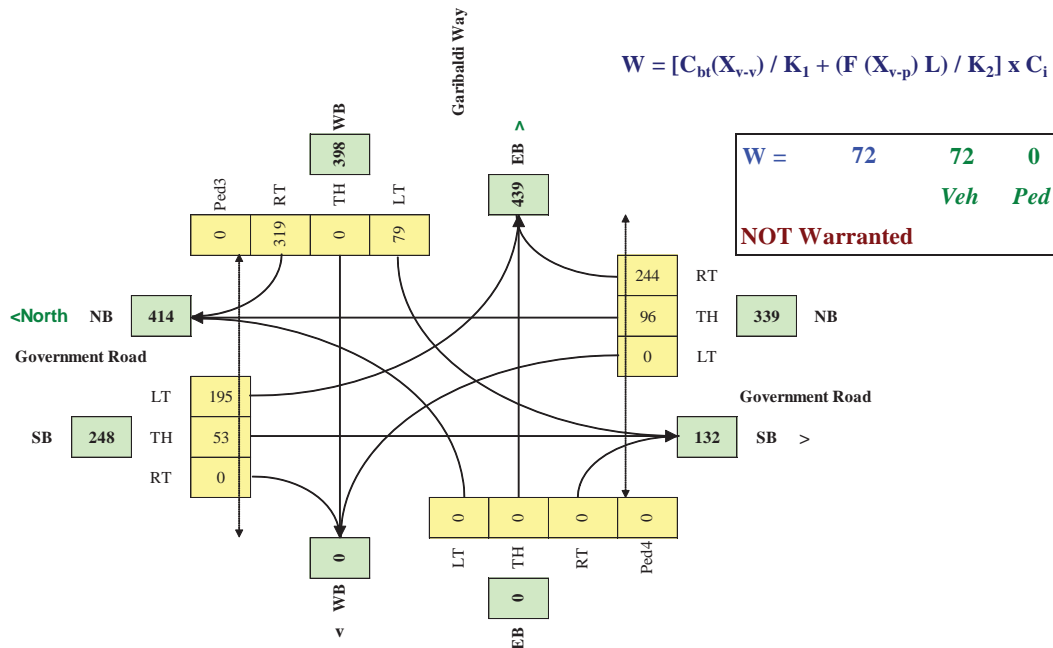 Garibaldi Way
W = [Cbt(Xv-v) / K1 + (F (Xv-p) L) / K2] x Ci
W = 72 72 0
Veh Ped
NOT Warranted
WB
398
Ped3 RT TH LT
0 319 0 79
EB ^
439
244 RT
96 TH 339 NB
0 LT
<North NB 414
Government Road
LT 195
SB 248 TH 53
RT 0
Government Road
132 SB >
0
WB
v
0 0 0 0
LT TH RT Ped4
0
EB